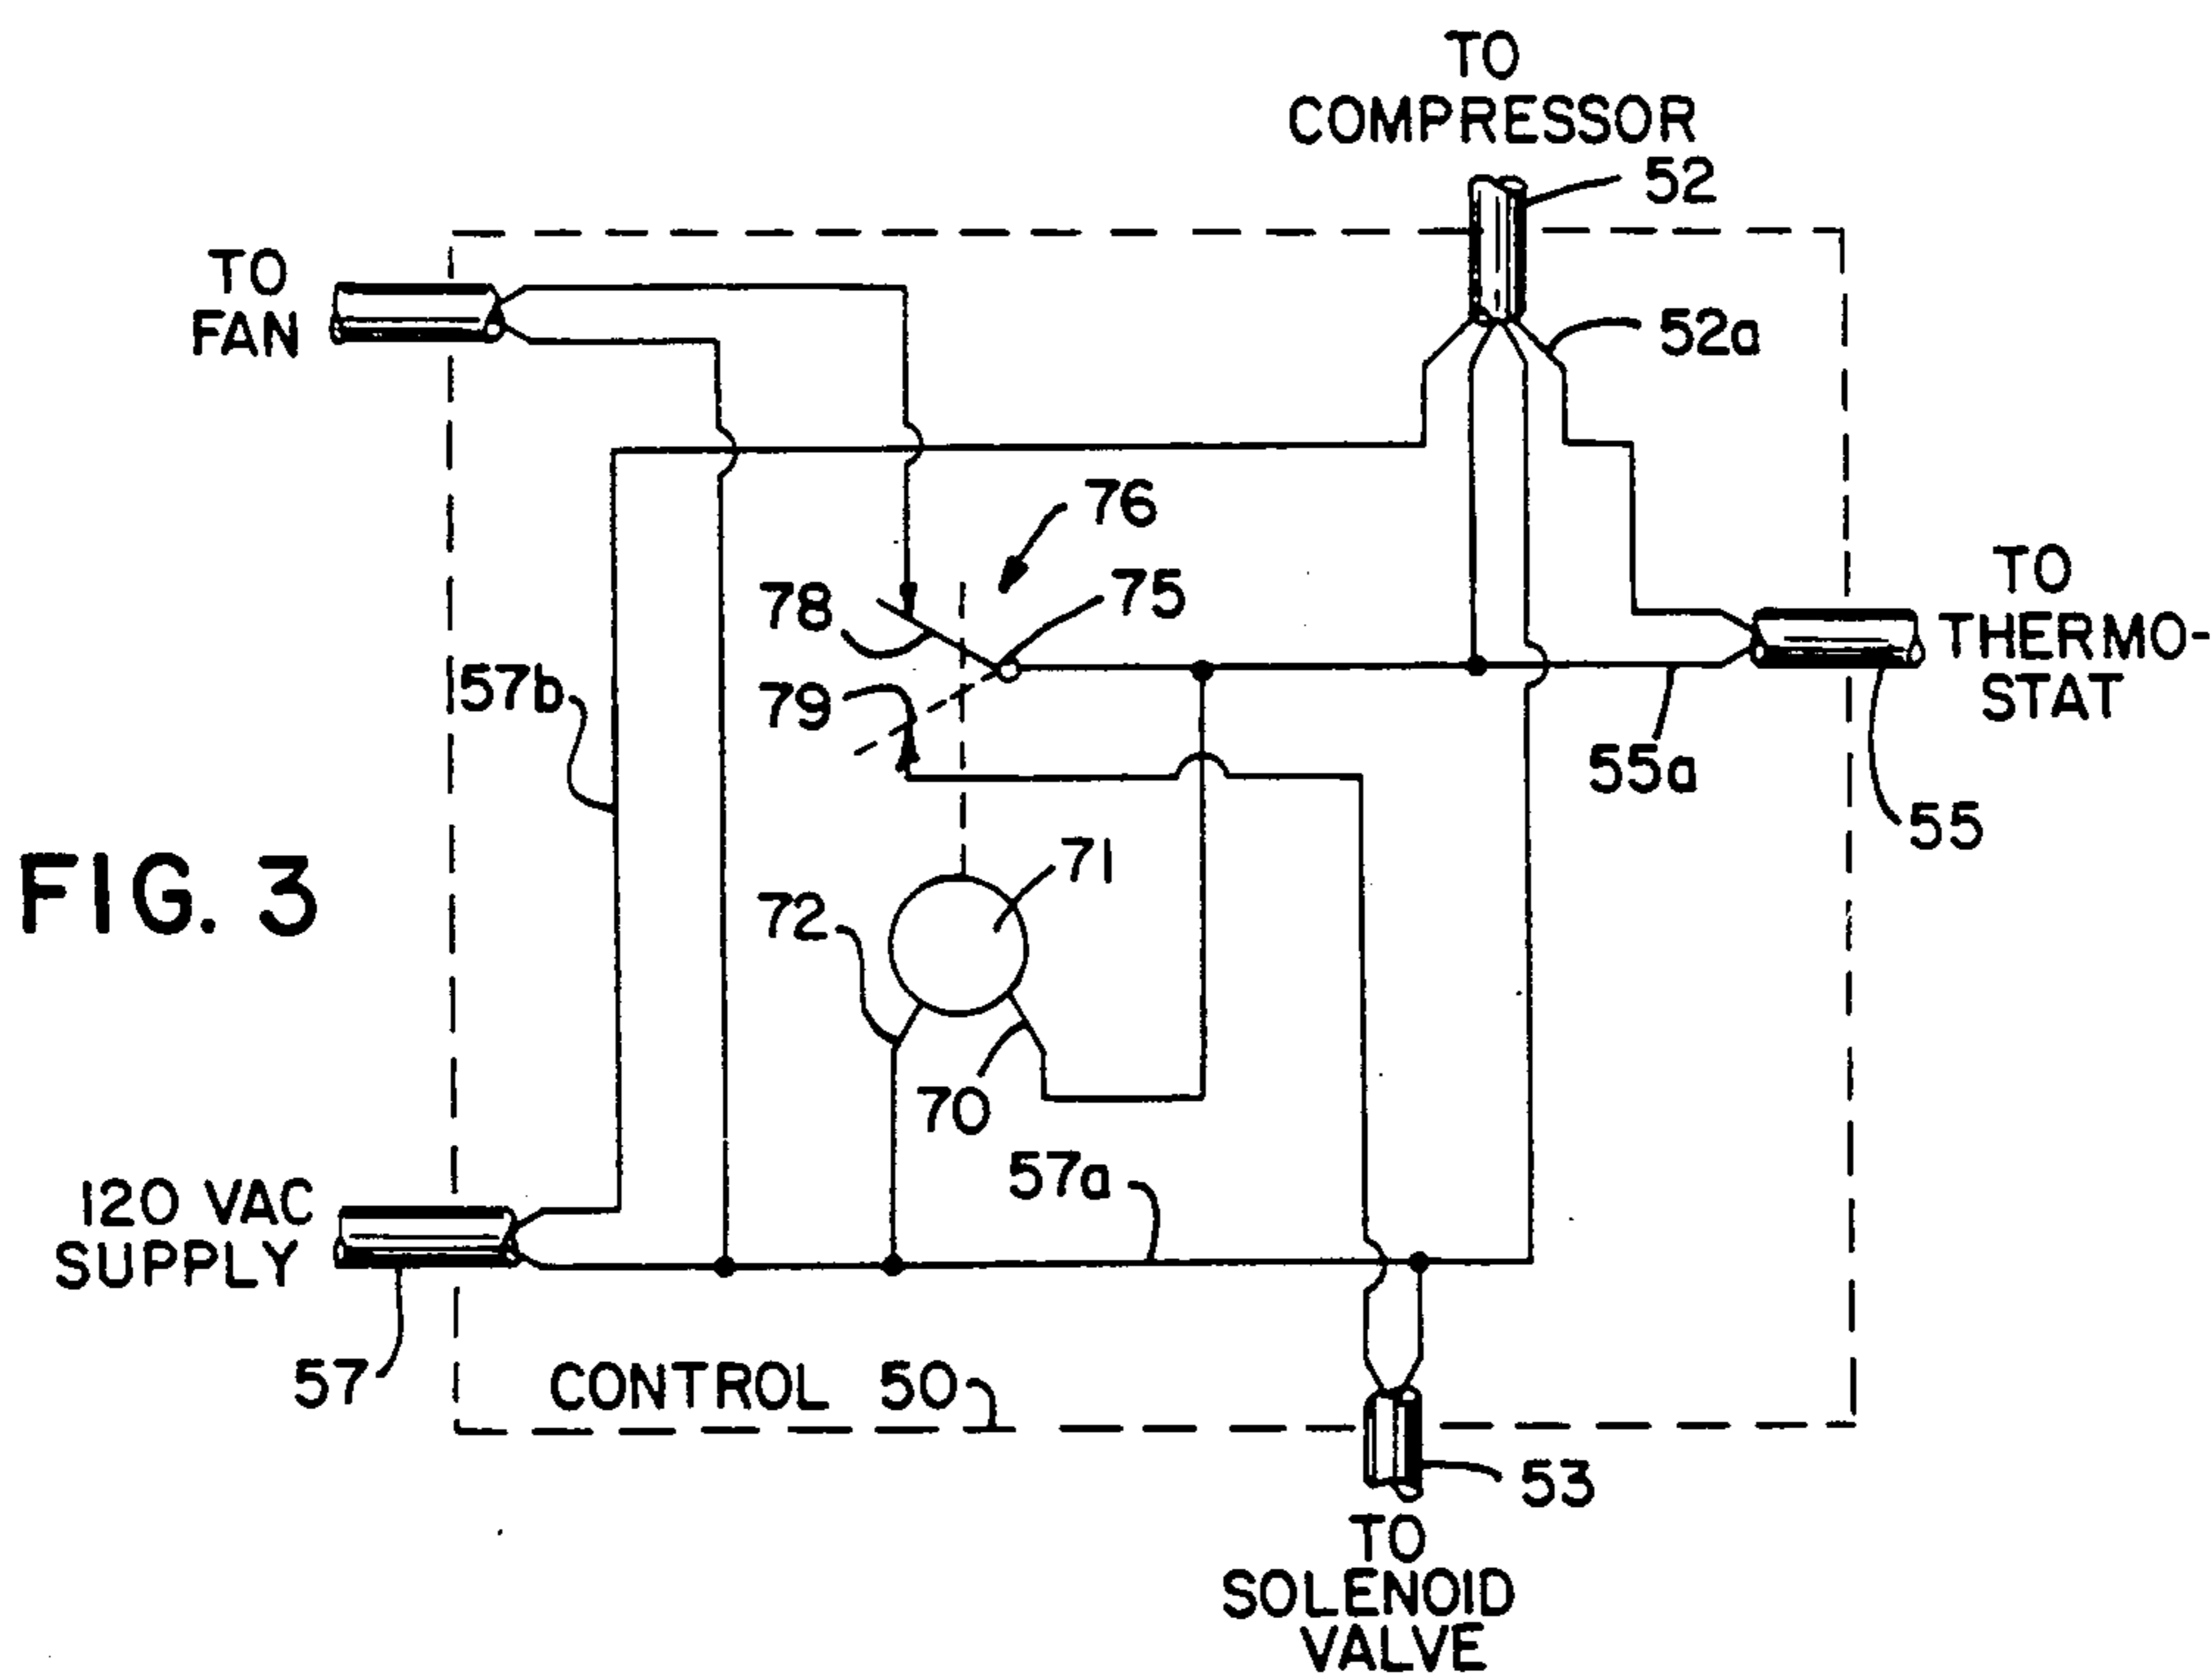 TO
COMPRESSOR
52
TO
FAN
52a
76
75
78
TO
THERMO-
STAT
57b
79
55a
55
71
FIG. 3
72
70
57a
120 VAC
SUPPLY
57
CONTROL 50
53
TO
SOLENOID
VALVE